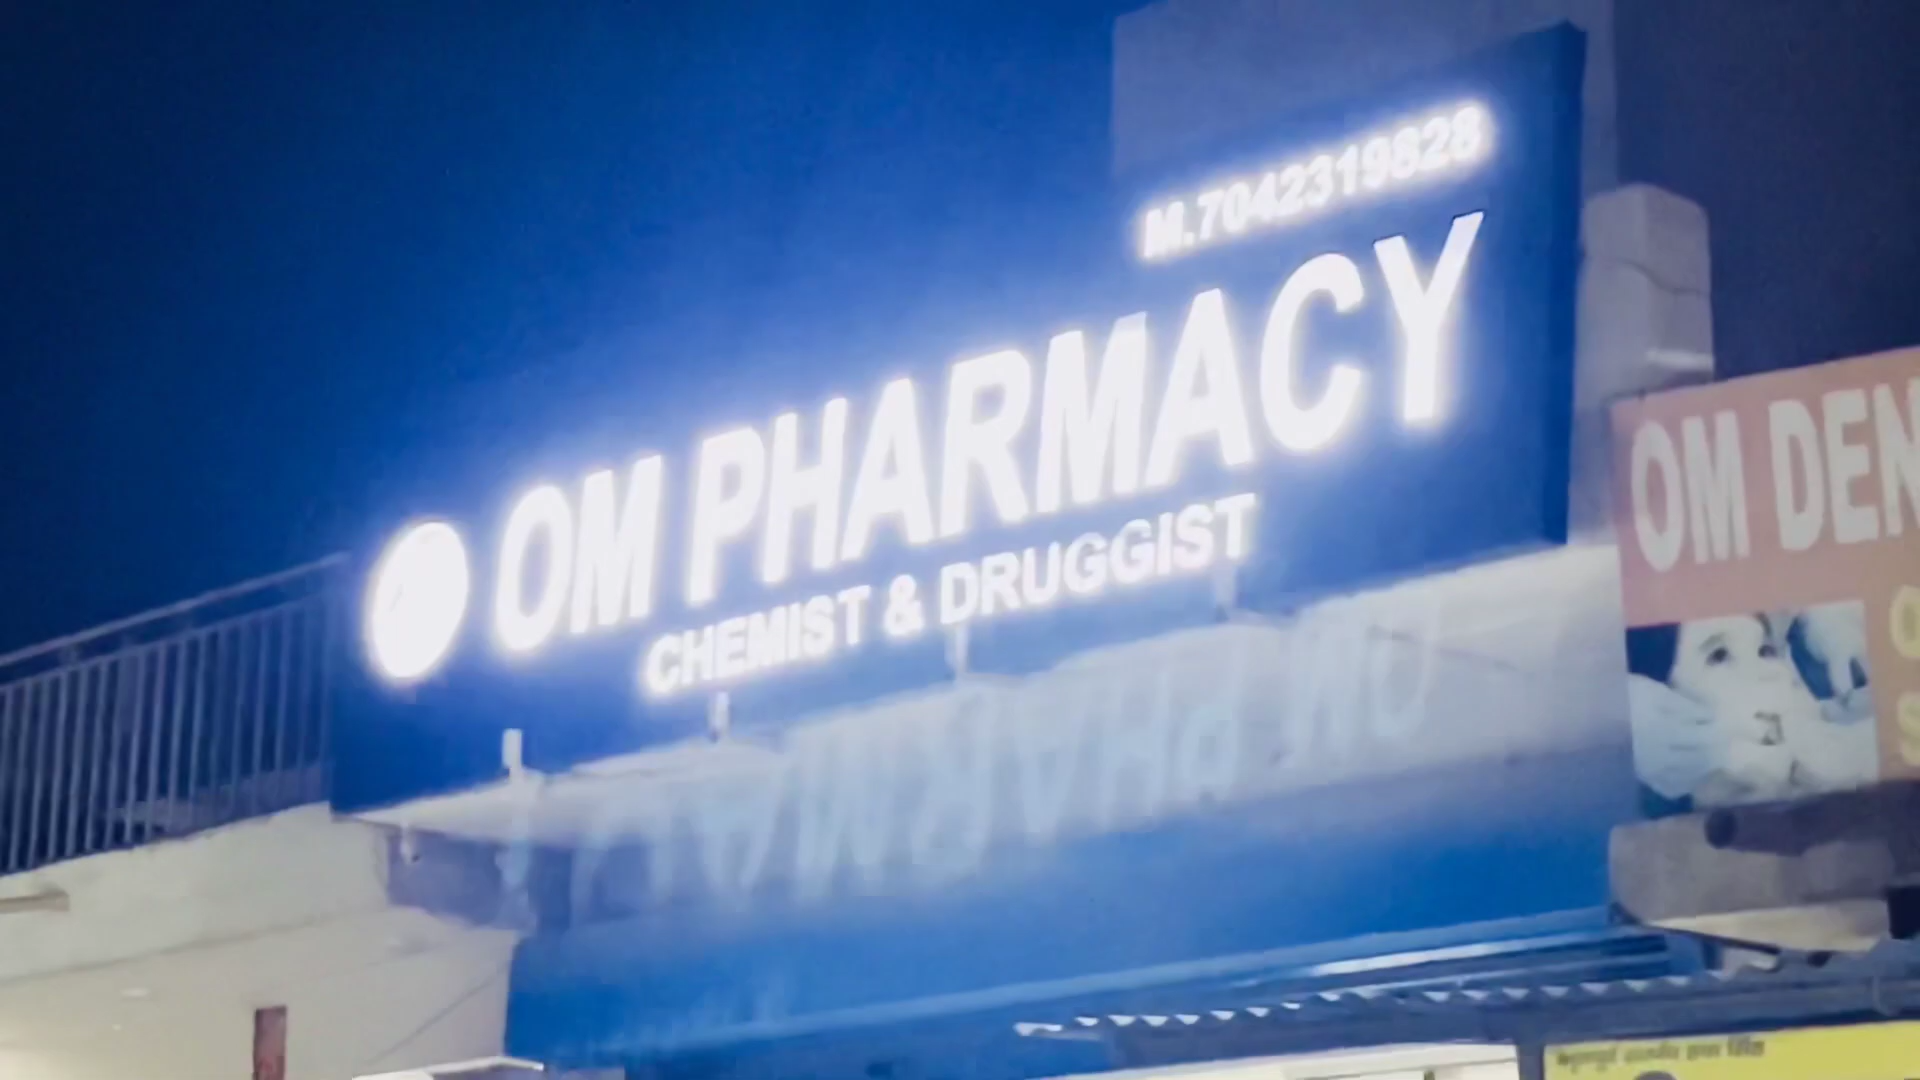 M.7042319828
OM PHARMACY
CHEMIST & DRUGGIST
OM DEN